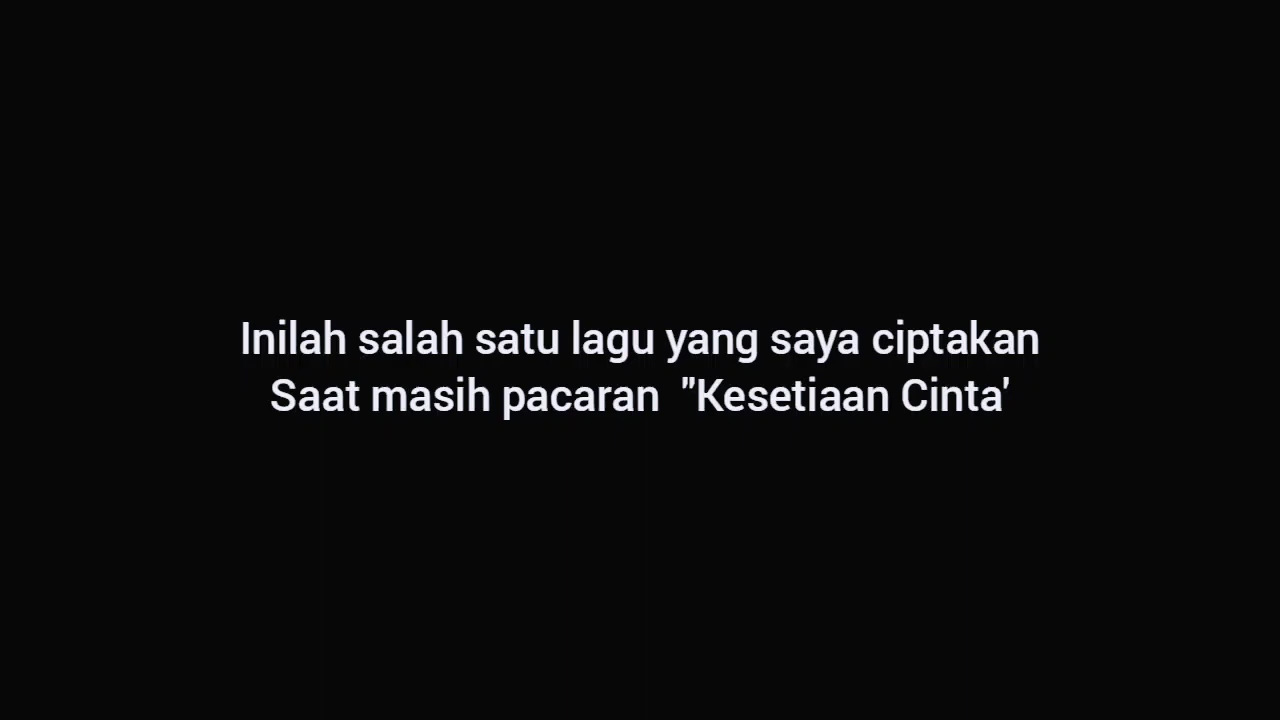 Inilah salah satu lagu yang saya ciptakan
Saat masih pacaran  "Kesetiaan Cinta'